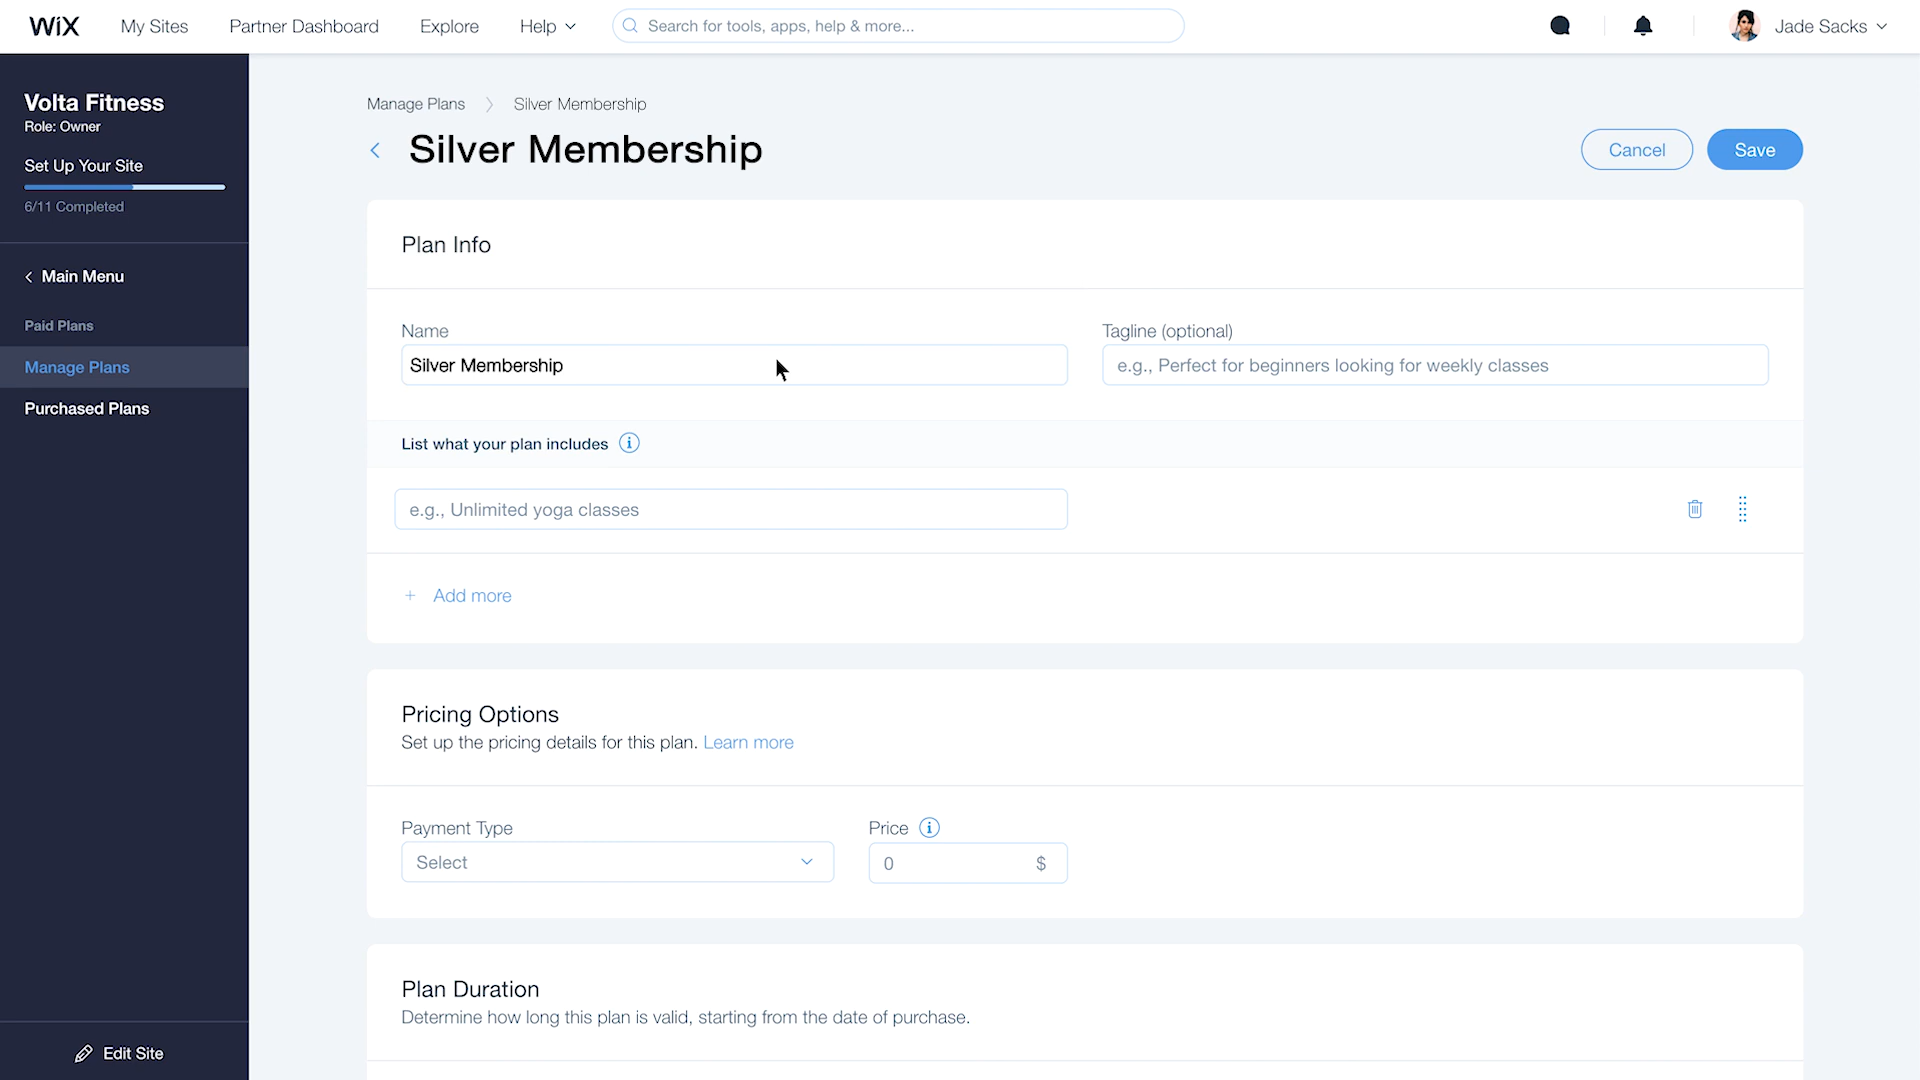 WiX
My Sites
Partner Dashboard
Explore
Help
Search for tools, apps, help & more...
Jade Sacks
Volta Fitness
Role: Owner
Set Up Your Site
6/11 Completed
Main Menu
Paid Plans
Manage Plans
Purchased Plans
Edit Site
Manage Plans
Silver Membership
Silver Membership
Cancel
Save
Plan Info
Name
Silver Membership
Tagline (optional)
e.g., Perfect for beginners looking for weekly classes
List what your plan includes
e.g., Unlimited yoga classes
+ Add more
Pricing Options
Set up the pricing details for this plan. Learn more
Payment Type
Select
Price
0 $
Plan Duration
Determine how long this plan is valid, starting from the date of purchase.